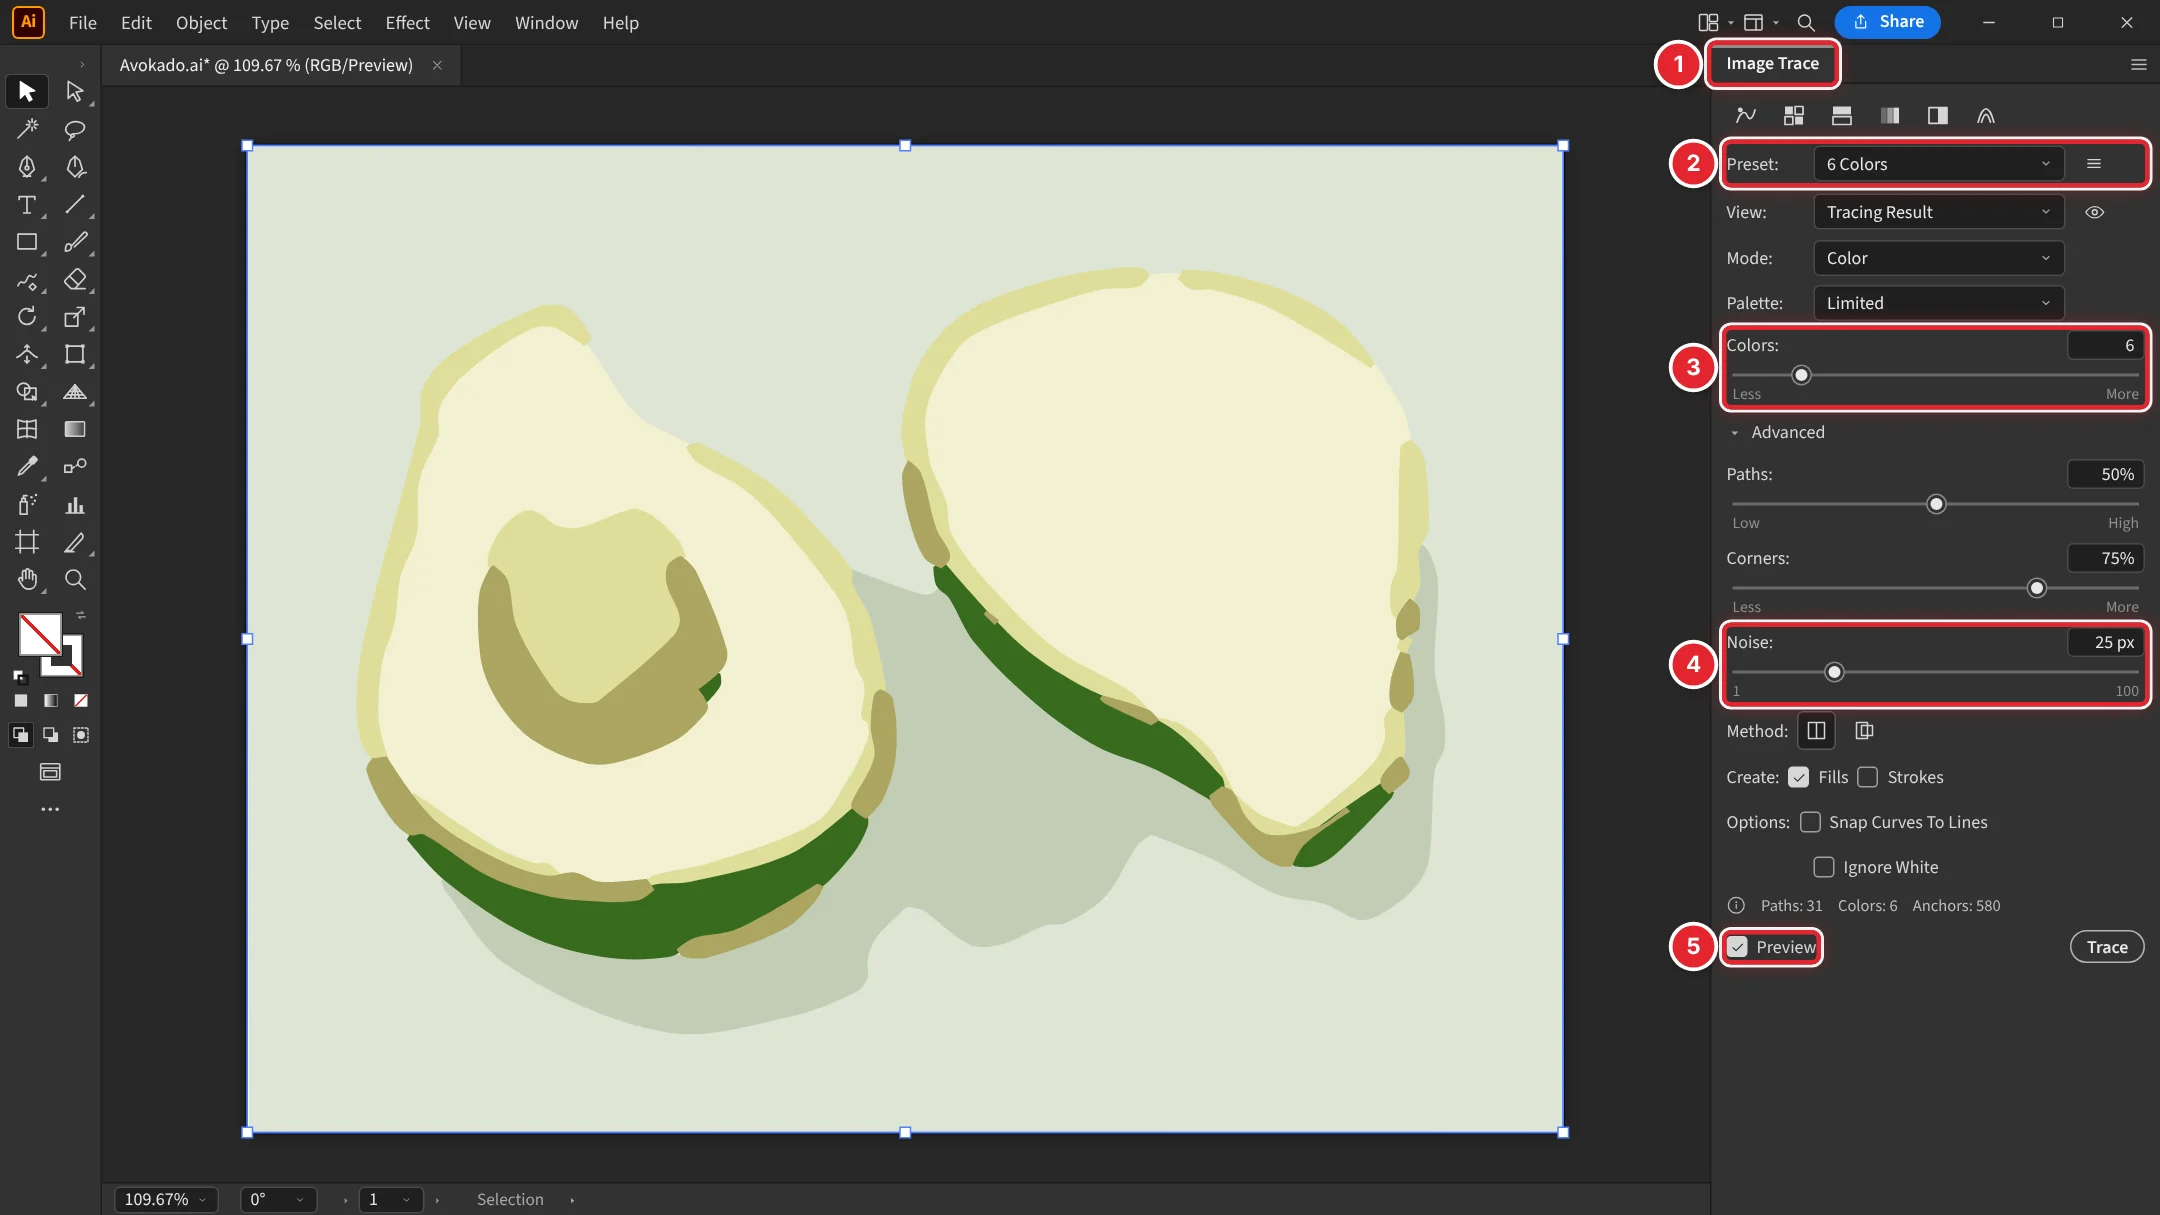 Ai File Edit Object Type Select Effect View Window Help Share
Avokado.ai* @ 109.67 % (RGB/Preview)
1 Image Trace
2 Preset: 6 Colors
View: Tracing Result
Mode: Color
Palette: Limited
Colors: 6
3
Less More
Advanced
Paths: 50%
Low High
Corners: 75%
Less More
Noise: 25 px
4
1 100
Method:
Create: Fills Strokes
Options: Snap Curves To Lines
Ignore White
Paths: 31 Colors: 6 Anchors: 580
5 Preview Trace
109.67% 0° 1 Selection